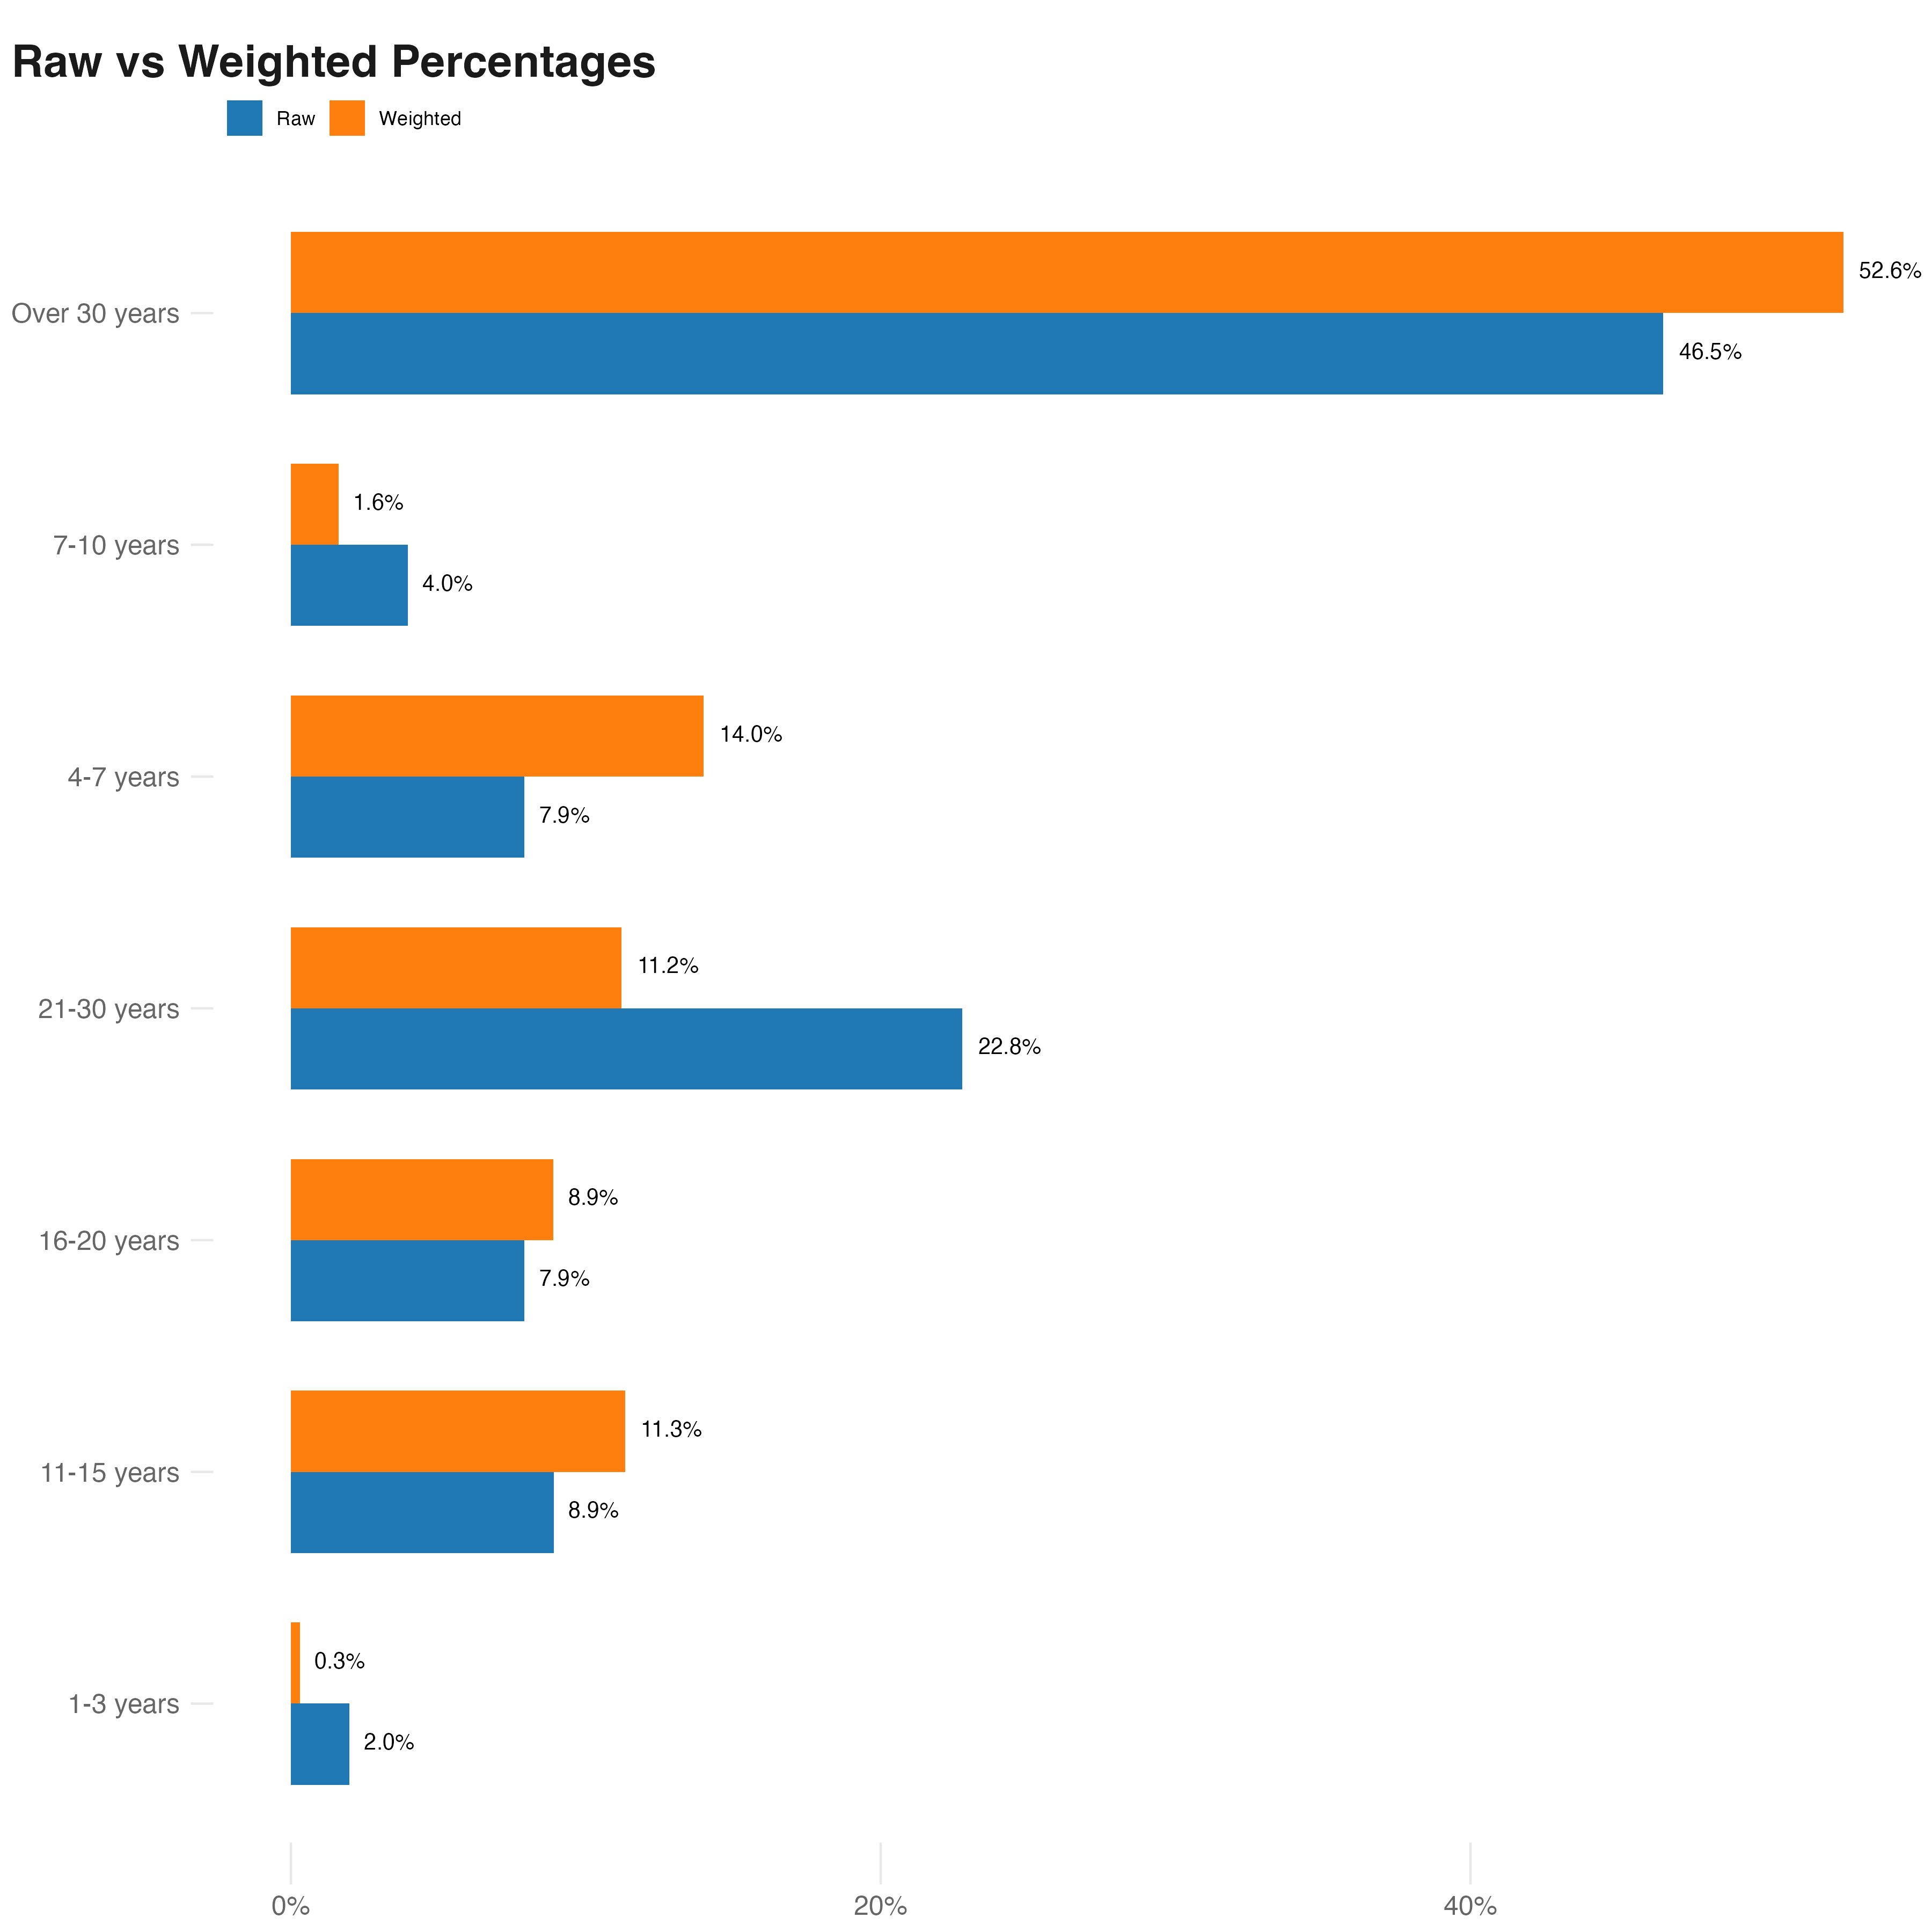 Raw vs Weighted Percentages
Raw Weighted
Over 30 years
52.6%
46.5%
7-10 years
1.6%
4.0%
4-7 years
14.0%
7.9%
21-30 years
11.2%
22.8%
16-20 years
8.9%
7.9%
11-15 years
11.3%
8.9%
1-3 years
0.3%
2.0%
0% 20% 40%